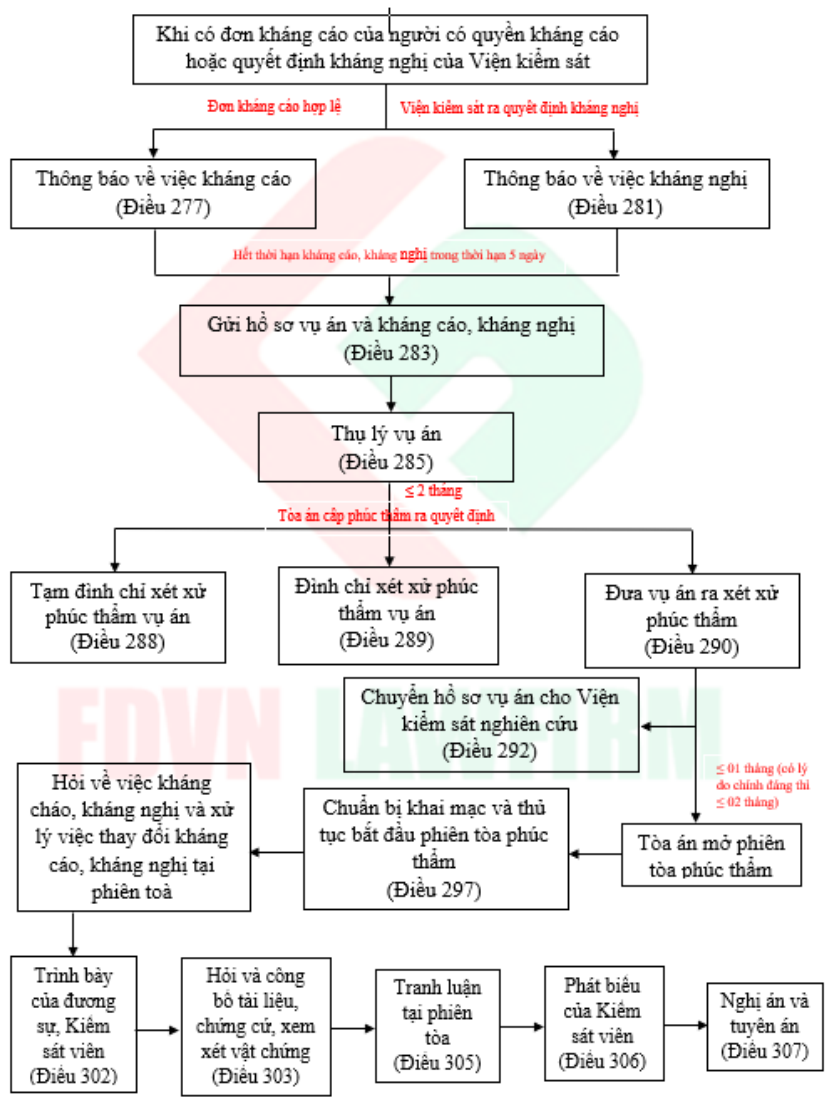 Khi có đơn kháng cáo của người có quyền kháng cáo
hoặc quyết định kháng nghị của Viện kiểm sát
Đơn kháng cáo hợp lệ
Viện kiểm sát ra quyết định kháng nghị
Thông báo về việc kháng cáo
(Điều 277)
Thông báo về việc kháng nghị
(Điều 281)
Hết thời hạn kháng cáo, kháng nghị trong thời hạn 5 ngày
Gửi hồ sơ vụ án và kháng cáo, kháng nghị
(Điều 283)
Thụ lý vụ án
(Điều 285)
≤ 2 tháng
Tòa án cấp phúc thẩm ra quyết định
Tạm đình chỉ xét xử
phúc thẩm vụ án
(Điều 288)
Đình chỉ xét xử phúc
thẩm vụ án
(Điều 289)
Đưa vụ án ra xét xử
phúc thẩm
(Điều 290)
EDVN LAWFIRM
Chuyển hồ sơ vụ án cho Viện
kiểm sát nghiên cứu
(Điều 292)
≤ 01 tháng (có lý
do chính đáng thì
≤ 02 tháng)
Tòa án mở phiên
tòa phúc thẩm
Chuẩn bị khai mạc và thủ
tục bắt đầu phiên tòa phúc
thẩm
(Điều 297)
Hỏi về việc kháng
cháo, kháng nghị và xử
lý việc thay đổi kháng
cáo, kháng nghị tại
phiên toà
Trình bày
của đương
sự, Kiểm
sát viên
(Điều 302)
Hỏi và công
bố tài liệu,
chứng cứ, xem
xét vật chứng
(Điều 303)
Tranh luận
tại phiên
tòa
(Điều 305)
Phát biểu
của Kiểm
sát viên
(Điều 306)
Nghị án và
tuyên án
(Điều 307)